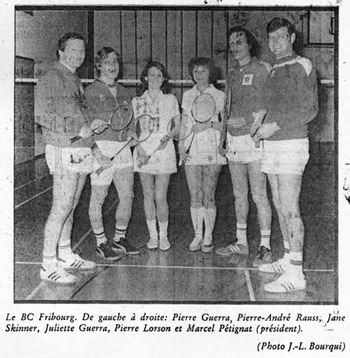 Le BC Fribourg. De gauche à droite: Pierre Guerra, Pierre-André Rauss, Jane
Skinner, Juliette Guerra, Pierre Lorson et Marcel Pétignat (président).
(Photo J.-L. Bourqui)